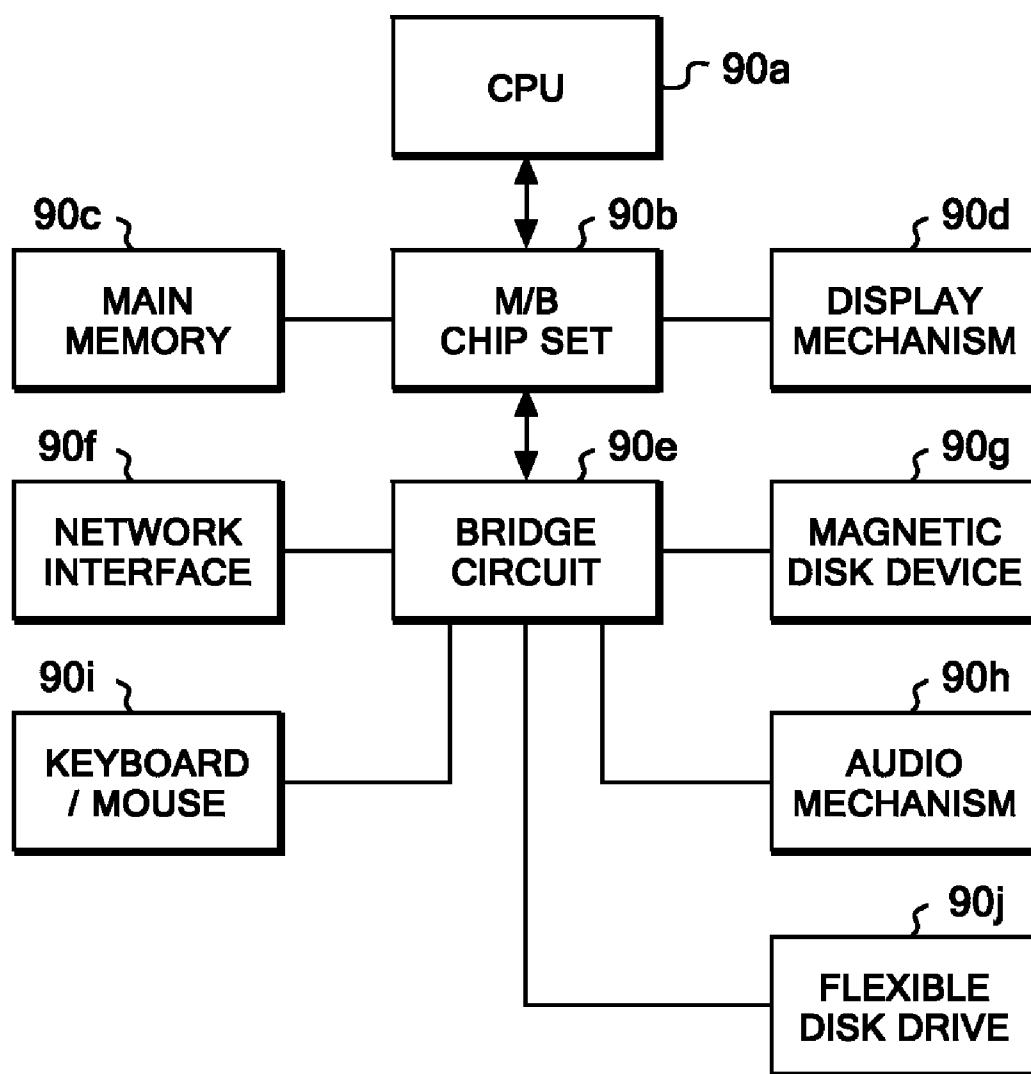 CPU
90a
90c
90b
90d
MAIN
MEMORY
M/B
CHIP SET
DISPLAY
MECHANISM
90f
90e
90g
NETWORK
INTERFACE
BRIDGE
CIRCUIT
MAGNETIC
DISK DEVICE
90i
90h
KEYBOARD
/ MOUSE
AUDIO
MECHANISM
90j
FLEXIBLE
DISK DRIVE